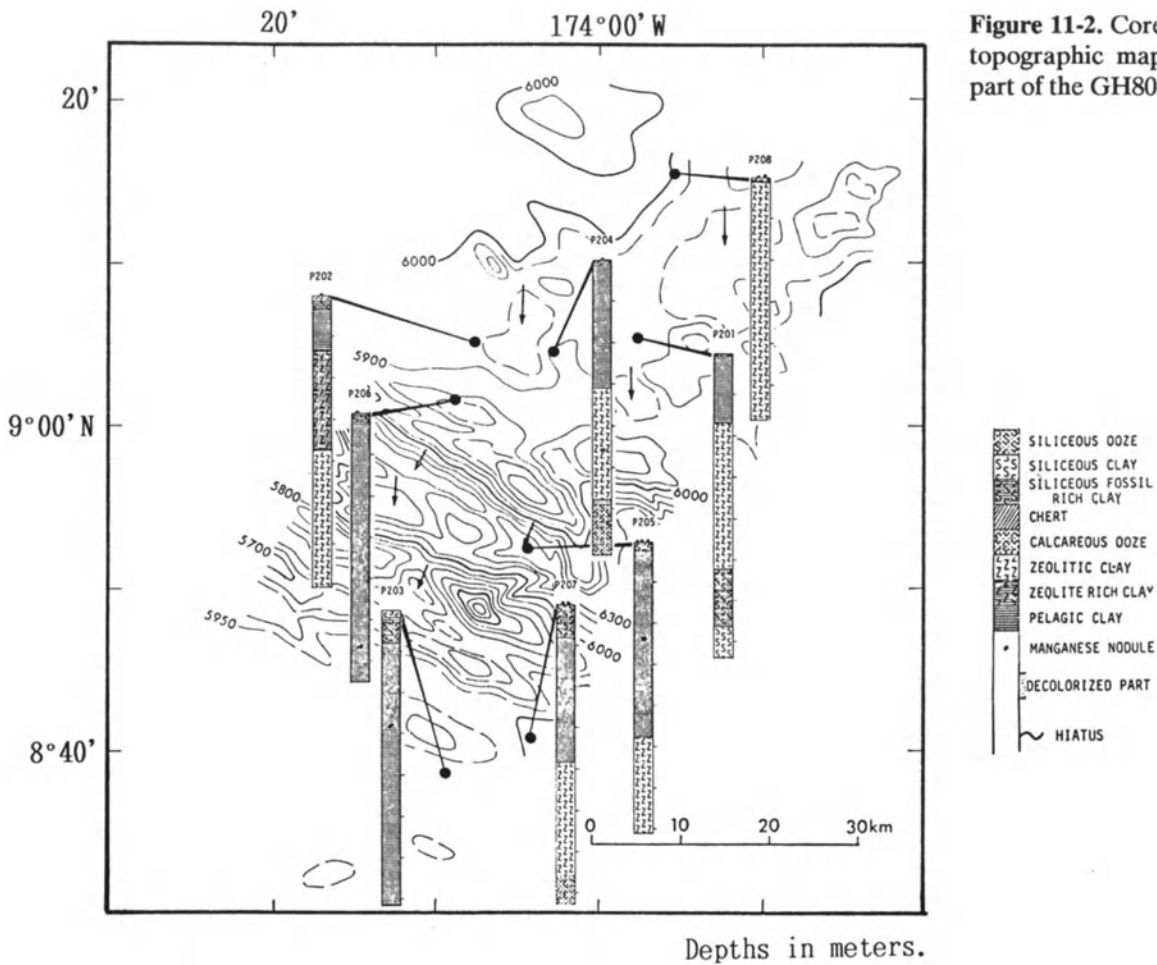 20'
174°00'W
Figure 11-2. Core
topographic map
part of the GH80
20'
6000
P208
P204
6000
P202
P201
5900
P206
9°00'N
6000
5800
P205
5700
P203
P207
6300
5950
6000
8°40'
0 10 20 30km
SILICEOUS OOZE
SILICEOUS CLAY
SILICEOUS FOSSIL
RICH CLAY
CHERT
CALCAREOUS OOZE
ZEOLITIC CLAY
ZEOLITE RICH CLAY
PELAGIC CLAY
MANGANESE NODULE
DECOLORIZED PART
HIATUS
Depths in meters.